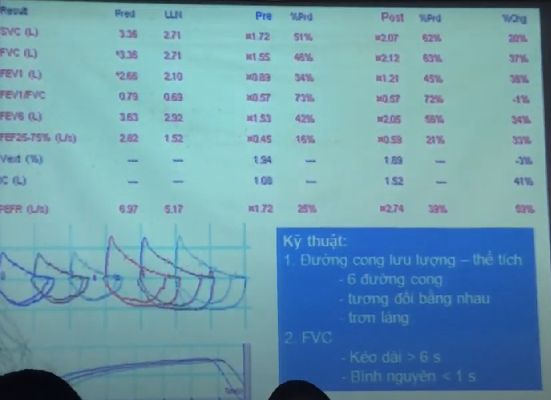 Result Pred LLN Pre %Prd Post %Prd %Chg
SVC (L) 3.36 2.71 ¤1.72 51% ¤2.07 62% 20%
FVC (L) *3.36 2.71 ¤1.55 46% ¤2.12 63% 37%
FEV1 (L) *2.66 2.10 ¤0.89 34% ¤1.21 45% 36%
FEV1/FVC 0.79 0.69 ¤0.57 73% ¤0.57 72% -1%
FEV6 (L) 3.63 2.92 ¤1.53 42% ¤2.05 56% 34%
FEF25-75% (L/s) 2.82 1.52 ¤0.45 16% ¤0.59 21% 33%
Vext (%) --- --- 1.94 --- 1.89 --- -3%
IC (L) --- --- 1.08 --- 1.52 --- 41%
PEFR (L/s) 6.97 5.17 ¤1.72 25% ¤2.74 39%
Kỹ thuật:
1. Đường cong lưu lượng – thể tích
- 6 đường cong
- tương đối bằng nhau
- trơn láng
2. FVC
- Kéo dài > 6 s
- Bình nguyên < 1 s